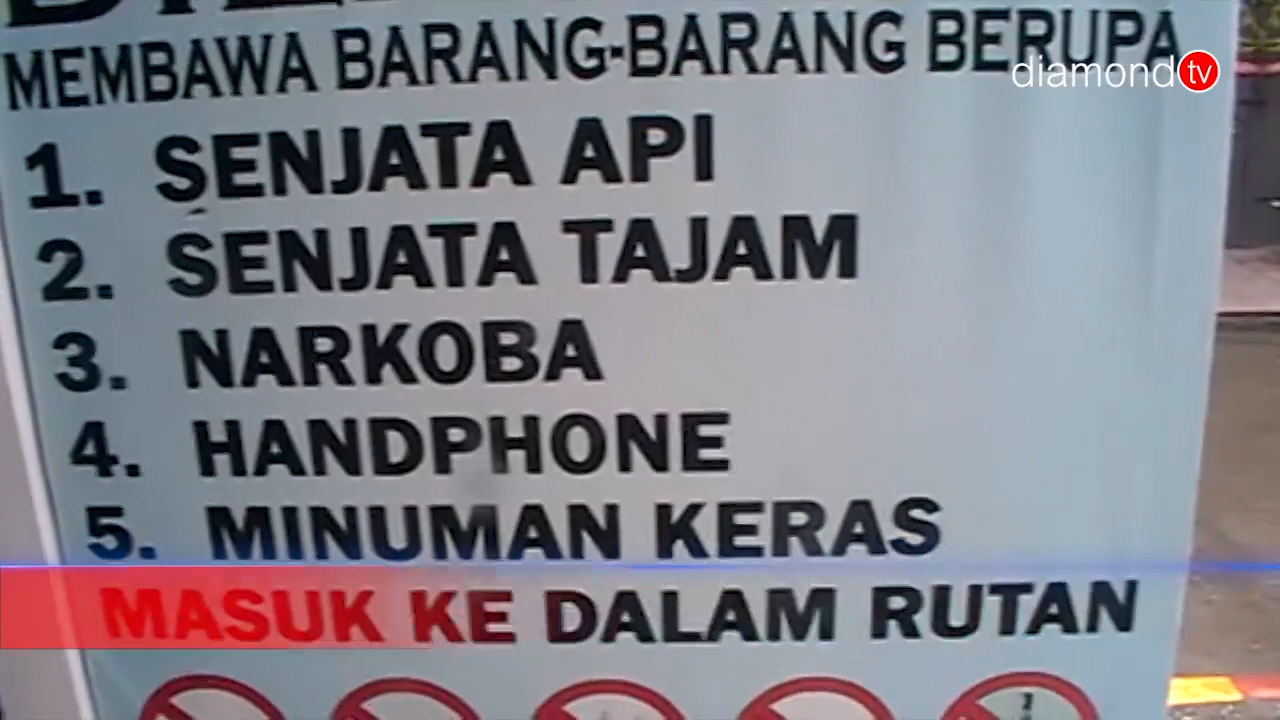 MEMBAWA BARANG-BARANG BERUPA
diamond tv
1. SENJATA API
2. SENJATA TAJAM
3. NARKOBA
4. HANDPHONE
5. MINUMAN KERAS
MASUK KE DALAM RUTAN